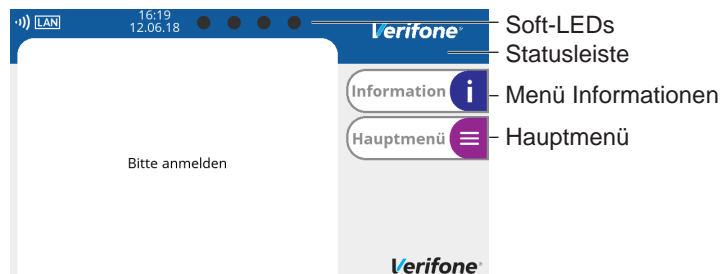 LAN
16:19
12.06.18
Verifone
Soft-LEDs
Statusleiste
Information
i
Menü Informationen
Hauptmenü
Hauptmenü
Bitte anmelden
Verifone